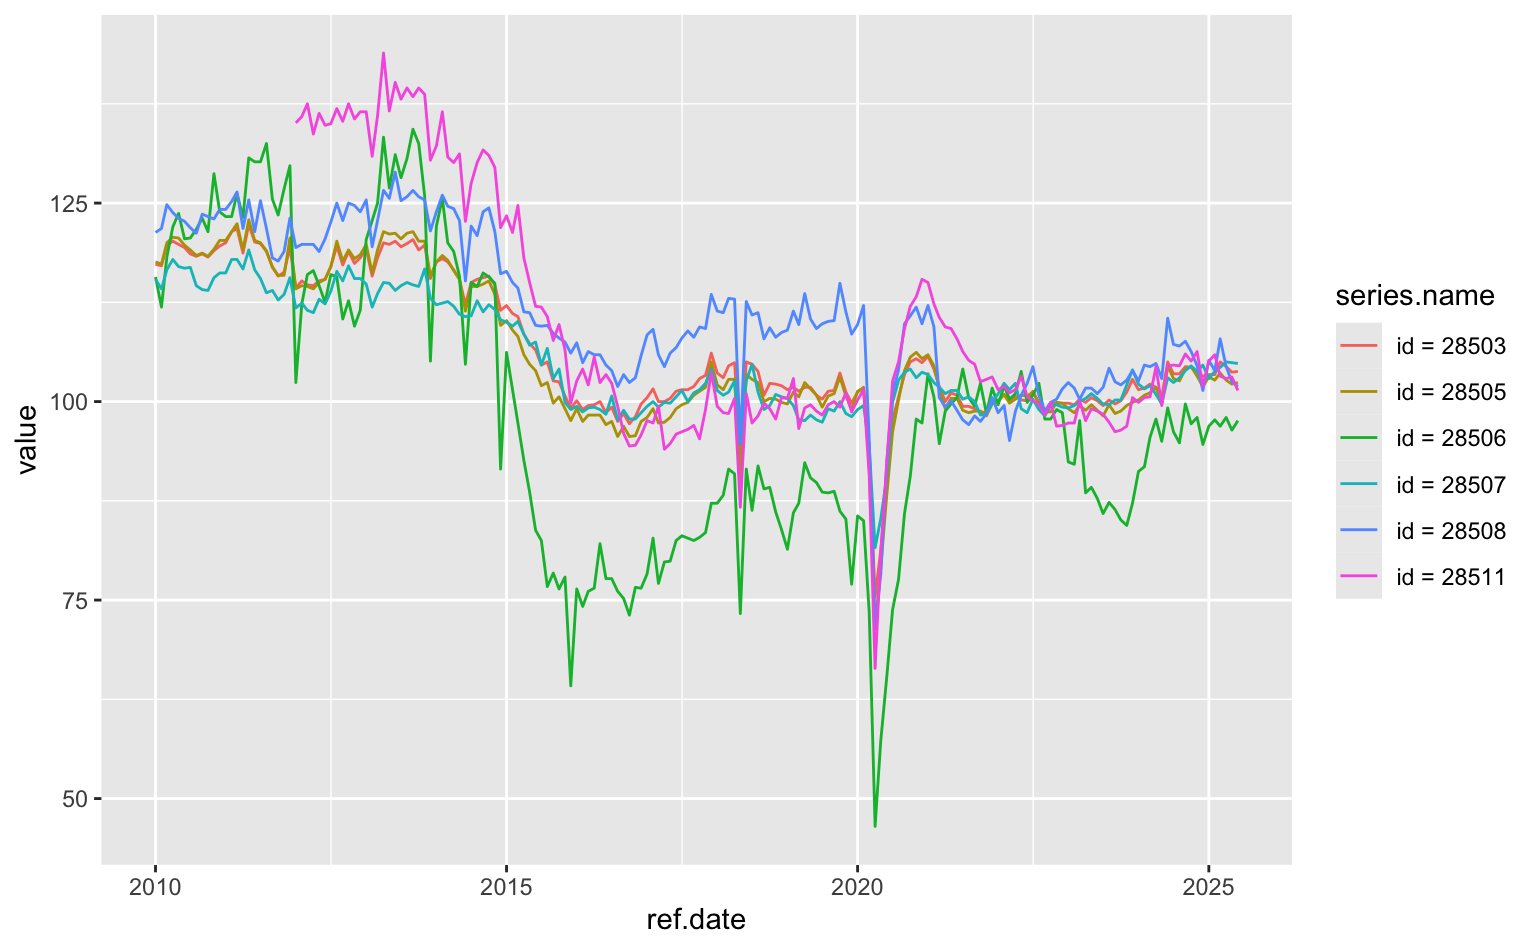 value
125
100
75
50
2010
2015
2020
2025
ref.date
series.name
id = 28503
id = 28505
id = 28506
id = 28507
id = 28508
id = 28511